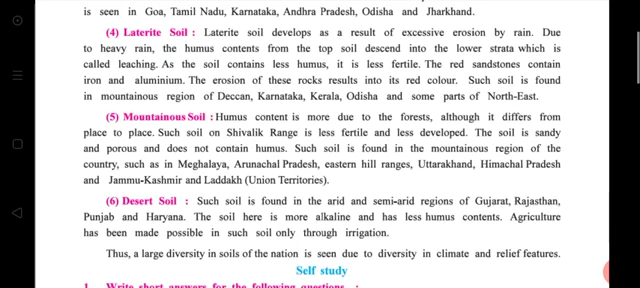 is seen in Goa, Tamil Nadu, Karnataka, Andhra Pradesh, Odisha and Jharkhand.
(4) Laterite Soil : Laterite soil develops as a result of excessive erosion by rain. Due
to heavy rain, the humus contents from the top soil descend into the lower strata which is
called leaching. As the soil contains less humus, it is less fertile. The red sandstones contain
iron and aluminium. The erosion of these rocks results into its red colour. Such soil is found
in mountainous region of Deccan, Karnataka, Kerala, Odisha and some parts of North-East.
(5) Mountainous Soil : Humus content is more due to the forests, although it differs from
place to place. Such soil on Shivalik Range is less fertile and less developed. The soil is sandy
and porous and does not contain humus. Such soil is found in the mountainous region of the
country, such as in Meghalaya, Arunachal Pradesh, eastern hill ranges, Uttarakhand, Himachal Pradesh
and Jammu-Kashmir and Laddakh (Union Territories).
(6) Desert Soil : Such soil is found in the arid and semi-arid regions of Gujarat, Rajasthan,
Punjab and Haryana. The soil here is more alkaline and has less humus contents. Agriculture
has been made possible in such soil only through irrigation.
Thus, a large diversity in soils of the nation is seen due to diversity in climate and relief features.
Self study
1. Write short answers for the following questions :